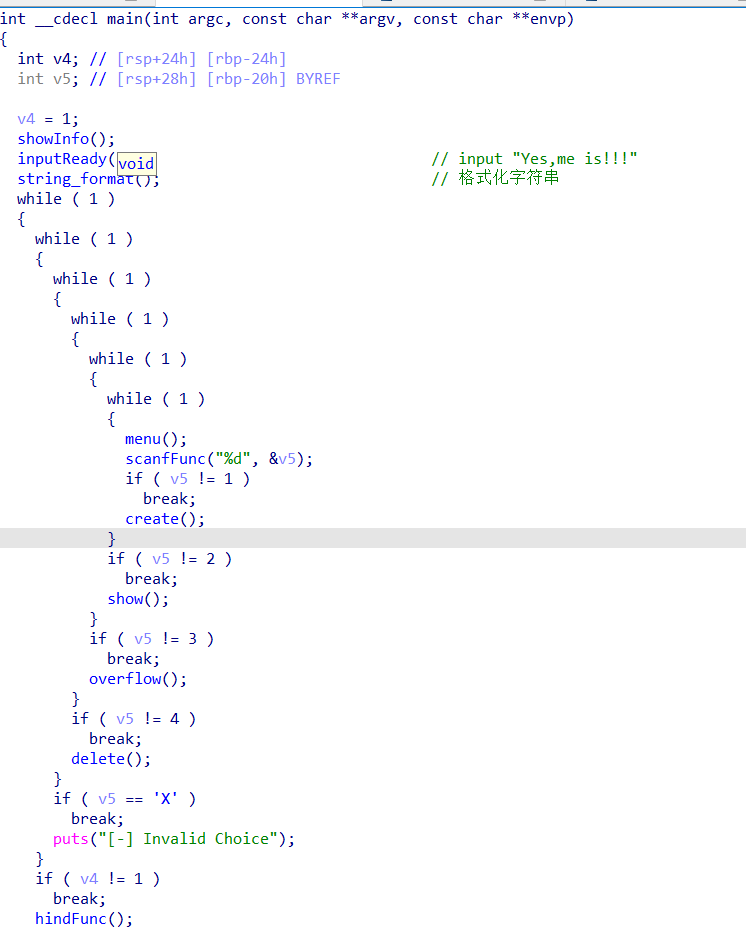 int __cdecl main(int argc, const char **argv, const char **envp)
{
  int v4; // [rsp+24h] [rbp-24h]
  int v5; // [rsp+28h] [rbp-20h] BYREF

  v4 = 1;
  showInfo();
  inputReady( void // input "Yes,me is!!!"
  string_format(); // 格式化字符串
  while ( 1 )
  {
    while ( 1 )
    {
      while ( 1 )
      {
        while ( 1 )
        {
          while ( 1 )
          {
            while ( 1 )
            {
              menu();
              scanfFunc("%d", &v5);
              if ( v5 != 1 )
                break;
              create();
            }
            if ( v5 != 2 )
              break;
            show();
          }
          if ( v5 != 3 )
            break;
          overflow();
        }
        if ( v5 != 4 )
          break;
        delete();
      }
      if ( v5 == 'X' )
        break;
      puts("[-] Invalid Choice");
    }
    if ( v4 != 1 )
      break;
    hindFunc();